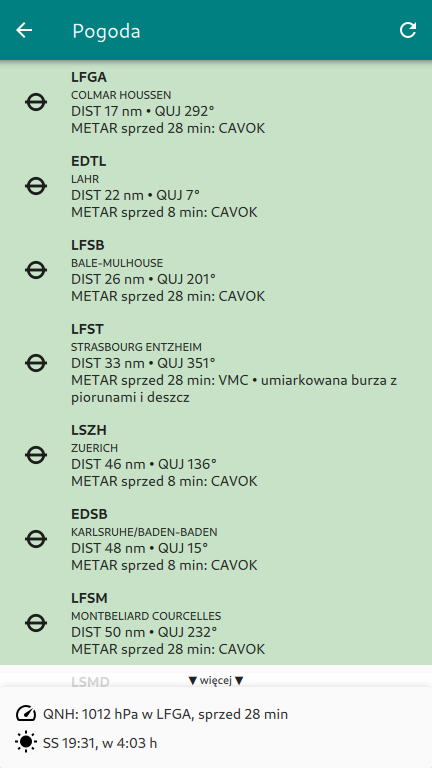 Pogoda
LFGA
COLMAR HOUSSEN
DIST 17 nm • QUJ 292°
METAR sprzed 28 min: CAVOK
EDTL
LAHR
DIST 22 nm • QUJ 7°
METAR sprzed 8 min: CAVOK
LFSB
BALE-MULHOUSE
DIST 26 nm • QUJ 201°
METAR sprzed 28 min: CAVOK
LFST
STRASBOURG ENTZHEIM
DIST 33 nm • QUJ 351°
METAR sprzed 28 min: VMC • umiarkowana burza z
piorunami i deszcz
LSZH
ZUERICH
DIST 46 nm • QUJ 136°
METAR sprzed 8 min: CAVOK
EDSB
KARLSRUHE/BADEN-BADEN
DIST 48 nm • QUJ 15°
METAR sprzed 8 min: CAVOK
LFSM
MONTBELIARD COURCELLES
DIST 50 nm • QUJ 232°
METAR sprzed 28 min: CAVOK
LSMD
▼ więcej ▼
QNH: 1012 hPa w LFGA, sprzed 28 min
SS 19:31, w 4:03 h